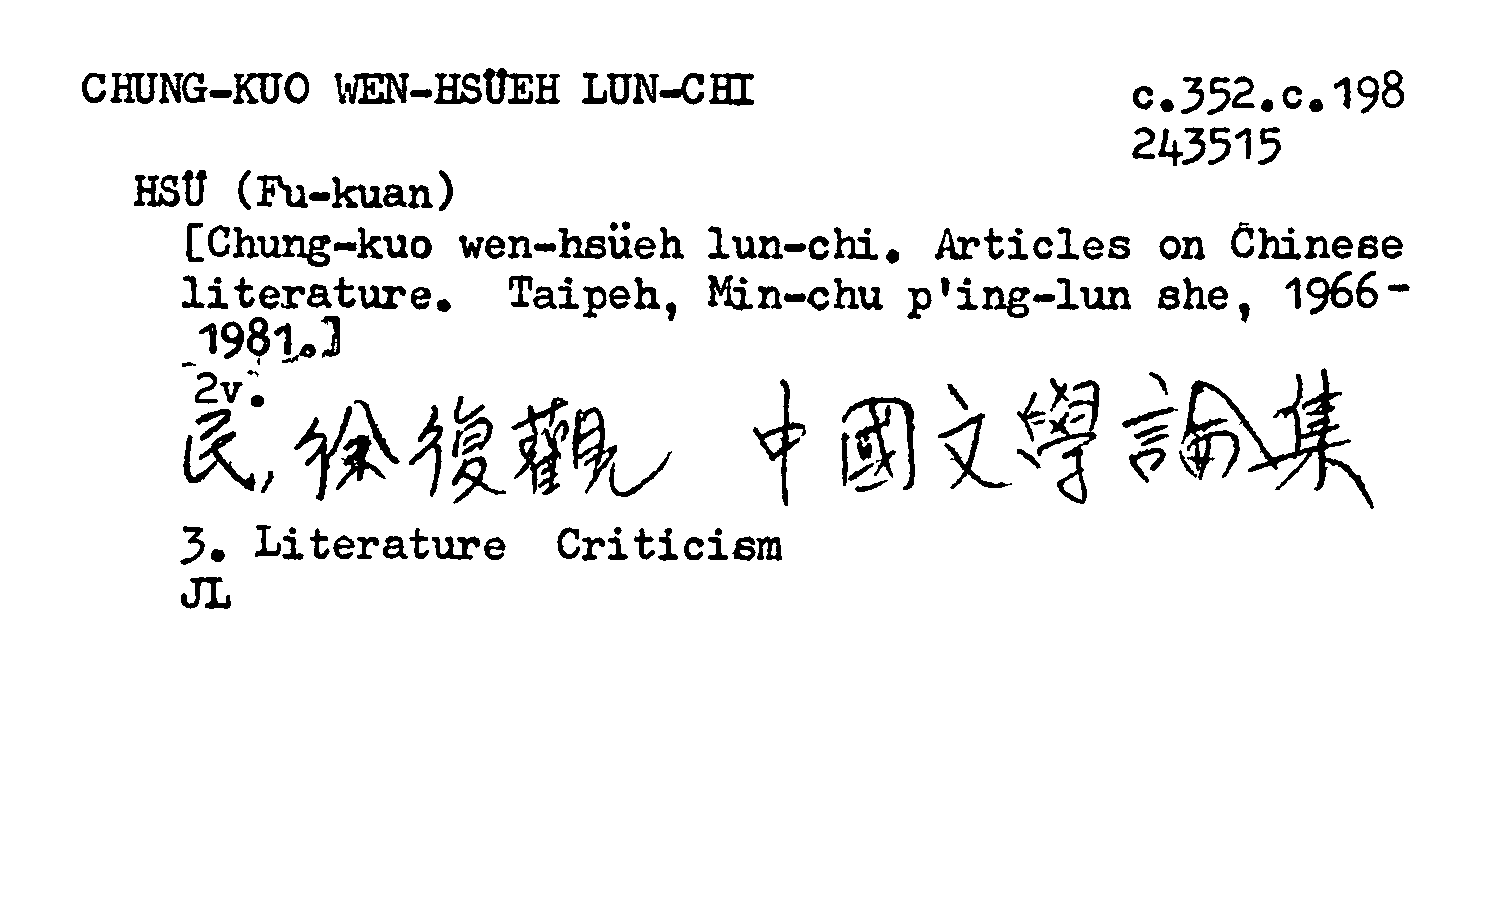 CHUNG-KUO WEN-HSÜEH LUN-CHI
c.352.c.198
243515
HSÜ (Fu-kuan)
[Chung-kuo wen-hsüeh lun-chi. Articles on Chinese
literature. Taipeh, Min-chu p'ing-lun she, 1966-
1981.]
2v.
民, 徐復觀 中國文學論集
3. Literature Criticism
JL